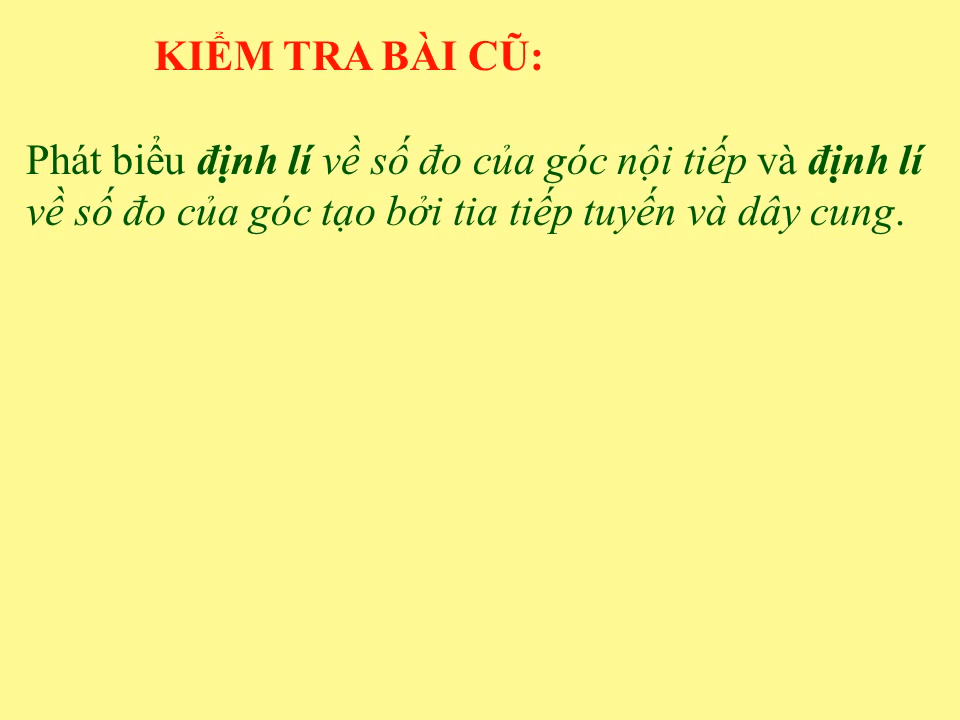 KIỂM TRA BÀI CŨ:
Phát biểu định lí về số đo của góc nội tiếp và định lí
về số đo của góc tạo bởi tia tiếp tuyến và dây cung.